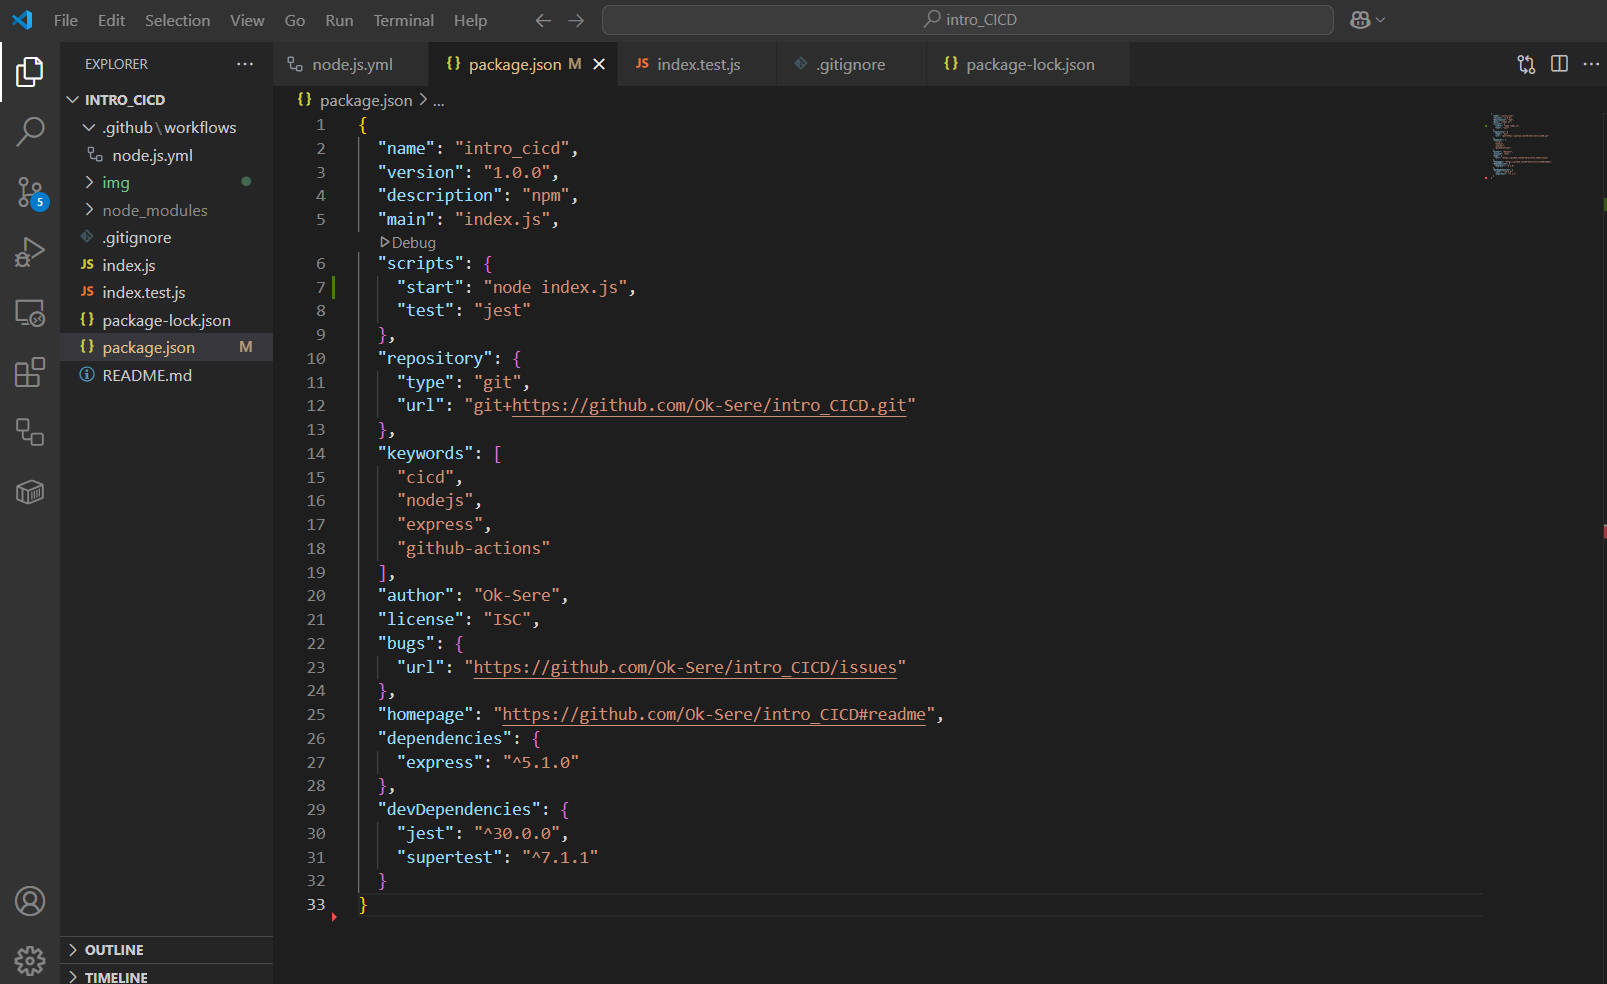 File Edit Selection View Go Run Terminal Help
intro_CICD
EXPLORER
INTRO_CICD
.github\workflows
node.js.yml
img
node_modules
.gitignore
JS index.js
JS index.test.js
{} package-lock.json
{} package.json M
README.md
OUTLINE
TIMELINE
5
node.js.yml
{} package.json M
JS index.test.js
.gitignore
{} package-lock.json
{} package.json > ...
1 {
2 "name": "intro_cicd",
3 "version": "1.0.0",
4 "description": "npm",
5 "main": "index.js",
Debug
6 "scripts": {
7 "start": "node index.js",
8 "test": "jest"
9 },
10 "repository": {
11 "type": "git",
12 "url": "git+https://github.com/Ok-Sere/intro_CICD.git"
13 },
14 "keywords": [
15 "cicd",
16 "nodejs",
17 "express",
18 "github-actions"
19 ],
20 "author": "Ok-Sere",
21 "license": "ISC",
22 "bugs": {
23 "url": "https://github.com/Ok-Sere/intro_CICD/issues"
24 },
25 "homepage": "https://github.com/Ok-Sere/intro_CICD#readme",
26 "dependencies": {
27 "express": "^5.1.0"
28 },
29 "devDependencies": {
30 "jest": "^30.0.0",
31 "supertest": "^7.1.1"
32 }
33 }